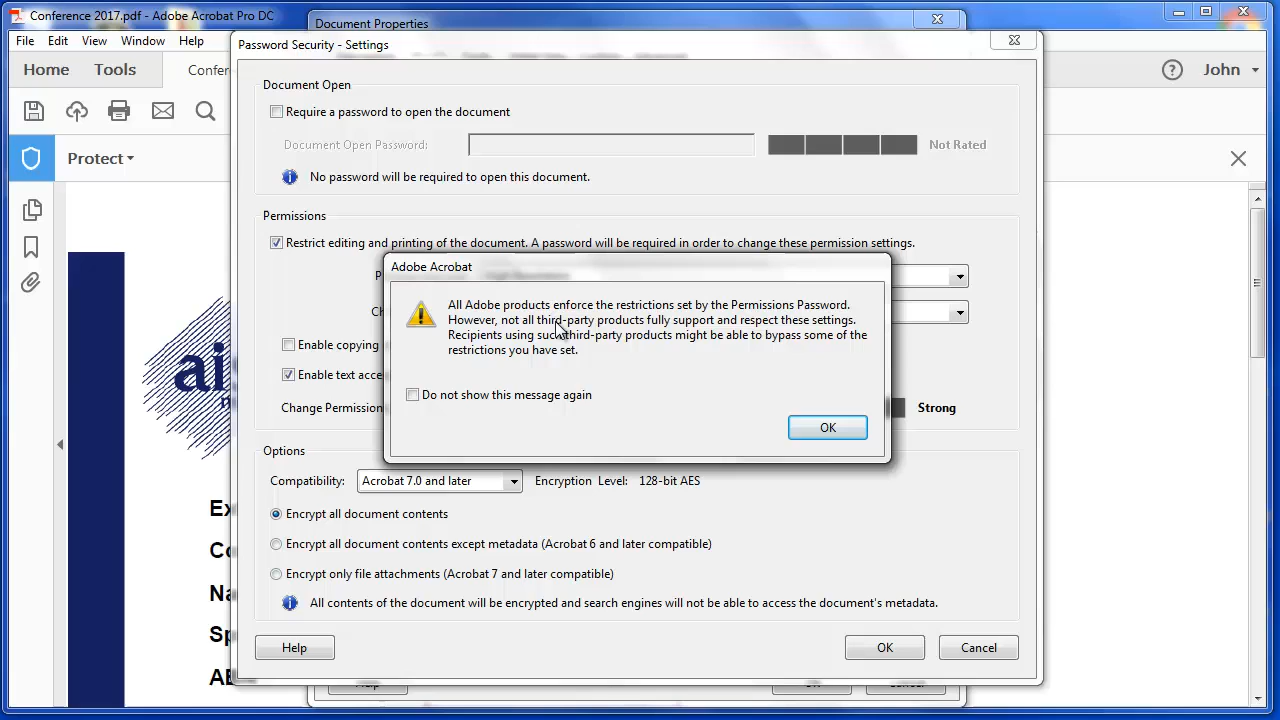 Conference 2017.pdf - Adobe Acrobat Pro DC
Document Properties
File Edit View Window Help
Password Security - Settings
Home Tools
John
Document Open
Require a password to open the document
Document Open Password:
Not Rated
No password will be required to open this document.
Protect
Permissions
Restrict editing and printing of the document. A password will be required in order to change these permission settings.
Adobe Acrobat
All Adobe products enforce the restrictions set by the Permissions Password.
However, not all third-party products fully support and respect these settings.
Recipients using such third-party products might be able to bypass some of the
restrictions you have set.
Enable copying
Enable text acce
Do not show this message again
Change Permission
Strong
OK
Options
Compatibility: Acrobat 7.0 and later Encryption Level: 128-bit AES
Encrypt all document contents
Encrypt all document contents except metadata (Acrobat 6 and later compatible)
Encrypt only file attachments (Acrobat 7 and later compatible)
All contents of the document will be encrypted and search engines will not be able to access the document's metadata.
Help OK Cancel